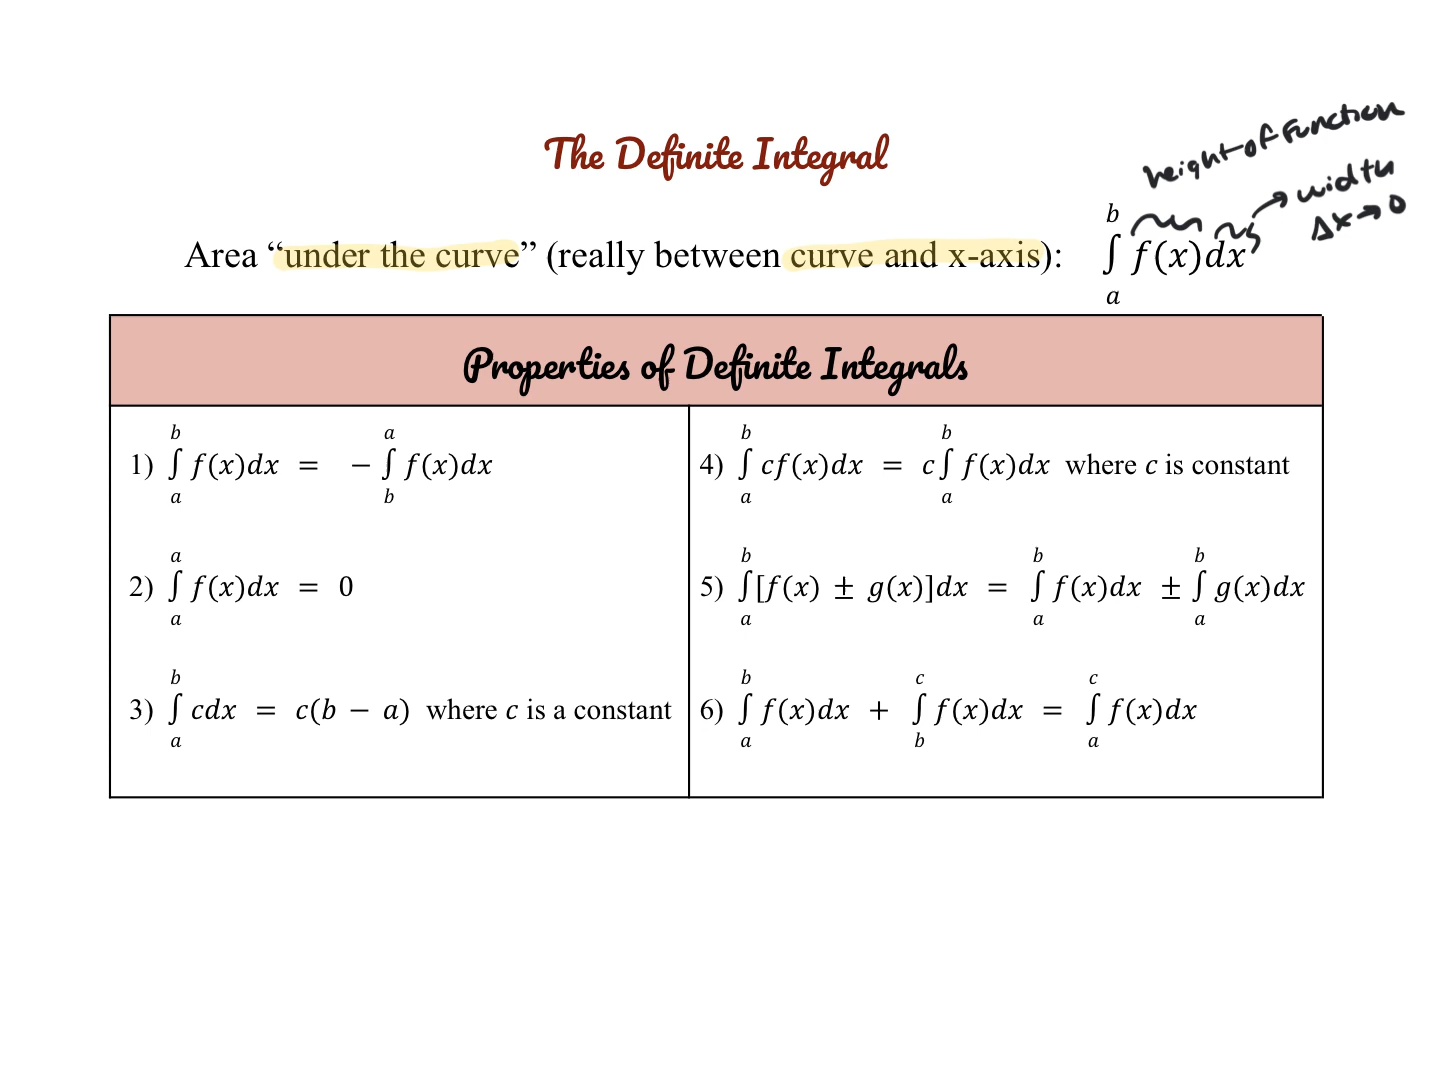 The Definite Integral
height of function
width
Δx→0
Area “under the curve” (really between curve and x-axis): ∫_a^b f(x)dx
Properties of Definite Integrals
1) ∫_a^b f(x)dx = −∫_b^a f(x)dx
2) ∫_a^a f(x)dx = 0
3) ∫_a^b cdx = c(b − a) where c is a constant
4) ∫_a^b cf(x)dx = c∫_a^b f(x)dx where c is constant
5) ∫_a^b [f(x) ± g(x)]dx = ∫_a^b f(x)dx ± ∫_a^b g(x)dx
6) ∫_a^b f(x)dx + ∫_b^c f(x)dx = ∫_a^c f(x)dx